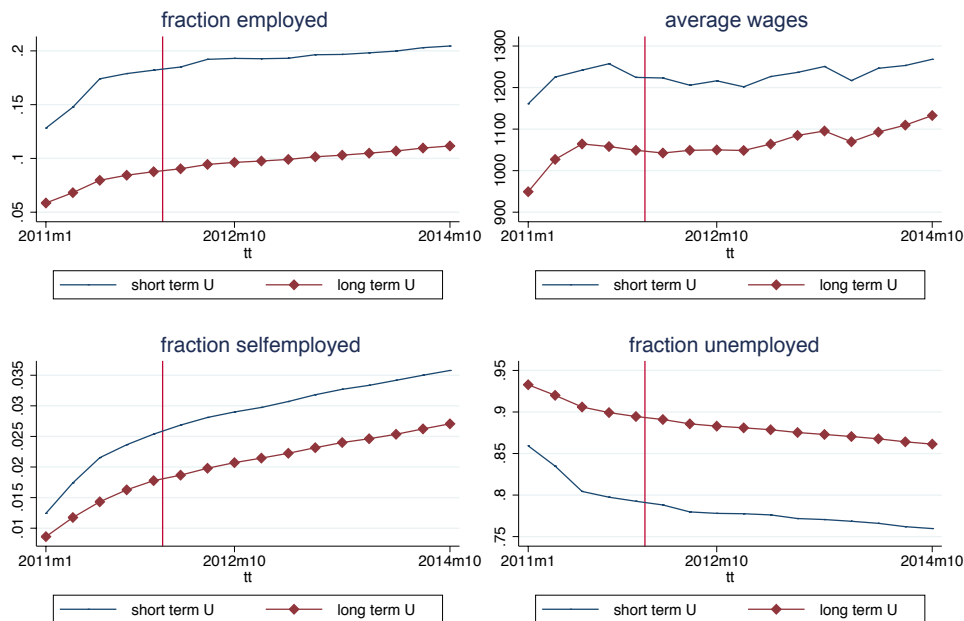 fraction employed
.2
.15
.1
.05
2011m1 2012m10 2014m10
tt
short term U long term U
average wages
1300
1200
1100
1000
900
2011m1 2012m10 2014m10
tt
short term U long term U
fraction selfemployed
.035
.03
.025
.02
.015
.01
2011m1 2012m10 2014m10
tt
short term U long term U
fraction unemployed
.95
.9
.85
.8
.75
2011m1 2012m10 2014m10
tt
short term U long term U